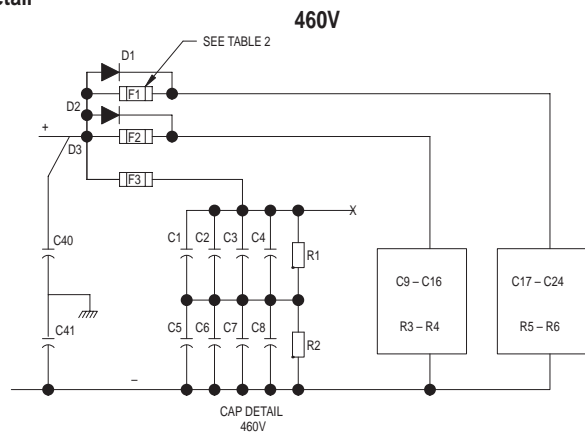 etail
460V
SEE TABLE 2
D1
F1
D2
+
F2
D3
F3
X
C40
C1
C2
C3
C4
R1
C9 – C16
C17 – C24
R3 – R4
R5 – R6
C41
C5
C6
C7
C8
R2
–
CAP DETAIL
460V